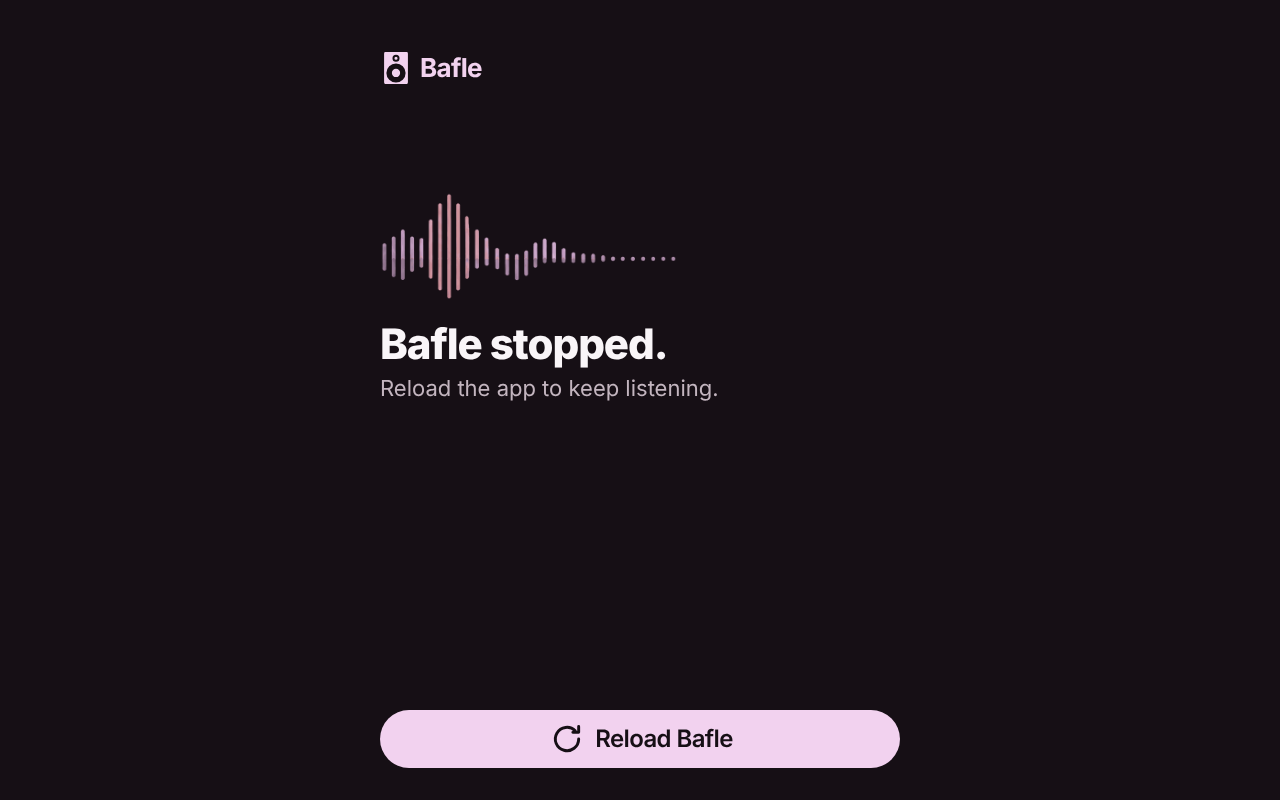 Bafle
Bafle stopped.
Reload the app to keep listening.
Reload Bafle